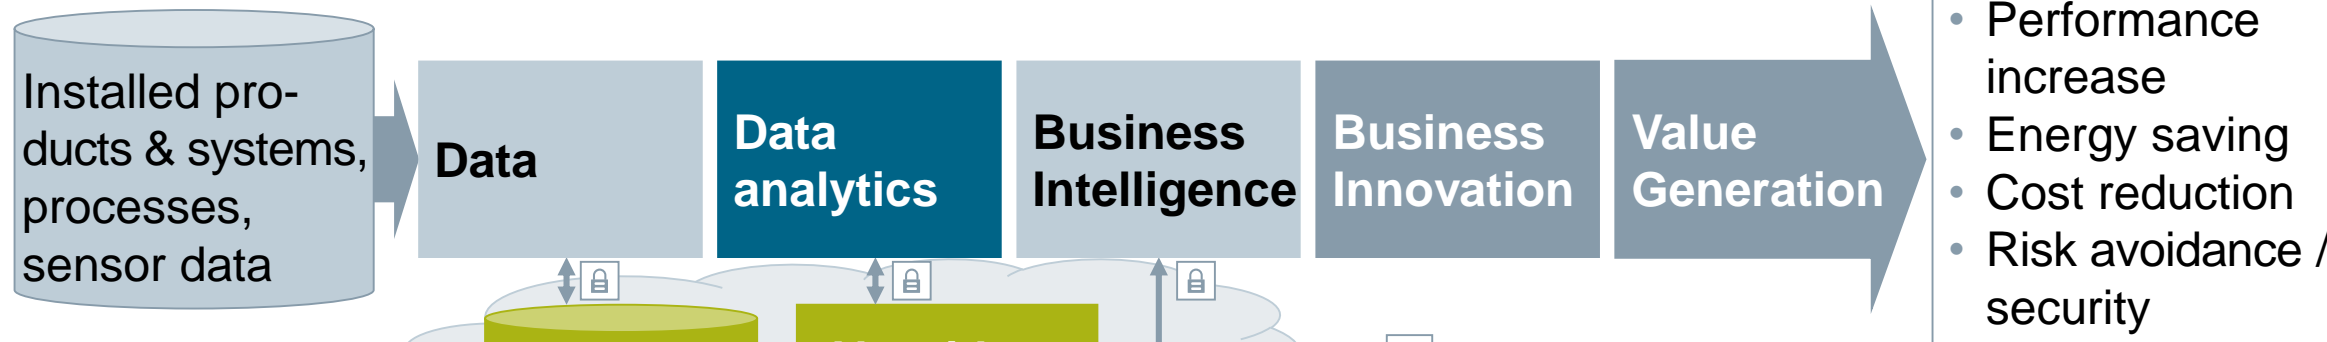 Installed pro-
ducts & systems,
processes,
sensor data
Data
Data
analytics
Business
Intelligence
Business
Innovation
Value
Generation
• Performance
increase
• Energy saving
• Cost reduction
• Risk avoidance /
security